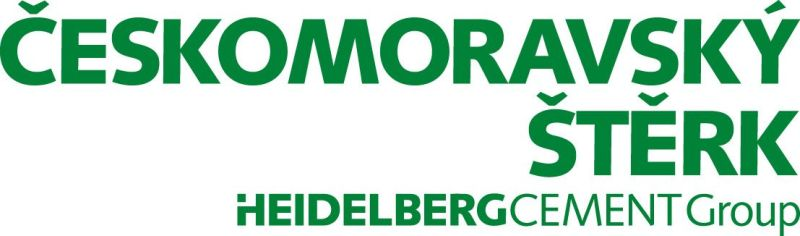 ČESKOMORAVSKÝ
ŠTĚRK
HEIDELBERGCEMENT Group